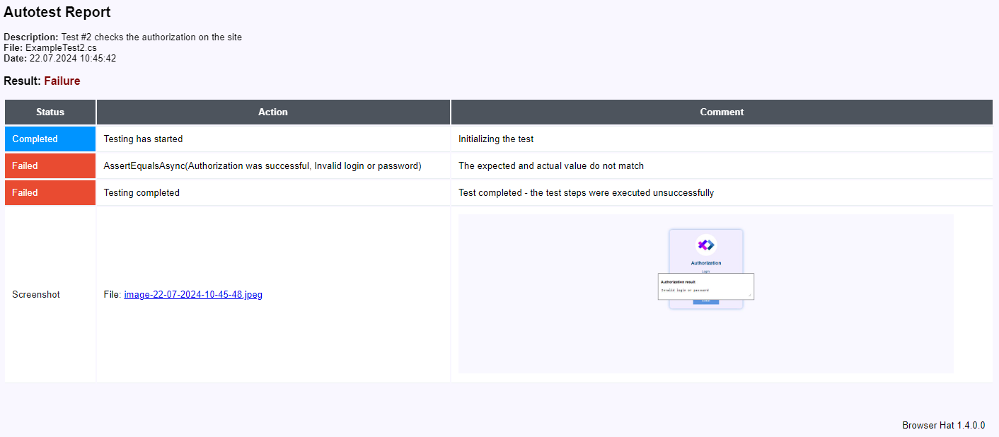 Autotest Report
Description: Test #2 checks the authorization on the site
File: ExampleTest2.cs
Date: 22.07.2024 10:45:42
Result: Failure
Status Action Comment
Completed Testing has started Initializing the test
Failed AssertEqualsAsync(Authorization was successful, Invalid login or password) The expected and actual value do not match
Failed Testing completed Test completed - the test steps were executed unsuccessfully
Screenshot File: image-22-07-2024-10-45-48.jpeg
Authorization
Login
Authorization result
Invalid login or password
Browser Hat 1.4.0.0